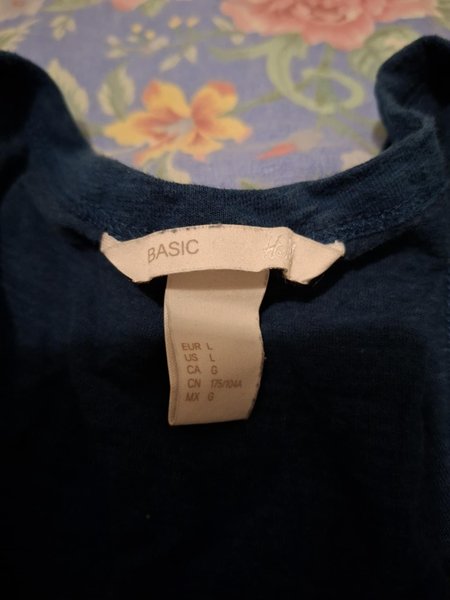 BASIC
EUR L
US L
CA G
CN 175/104A
MX G